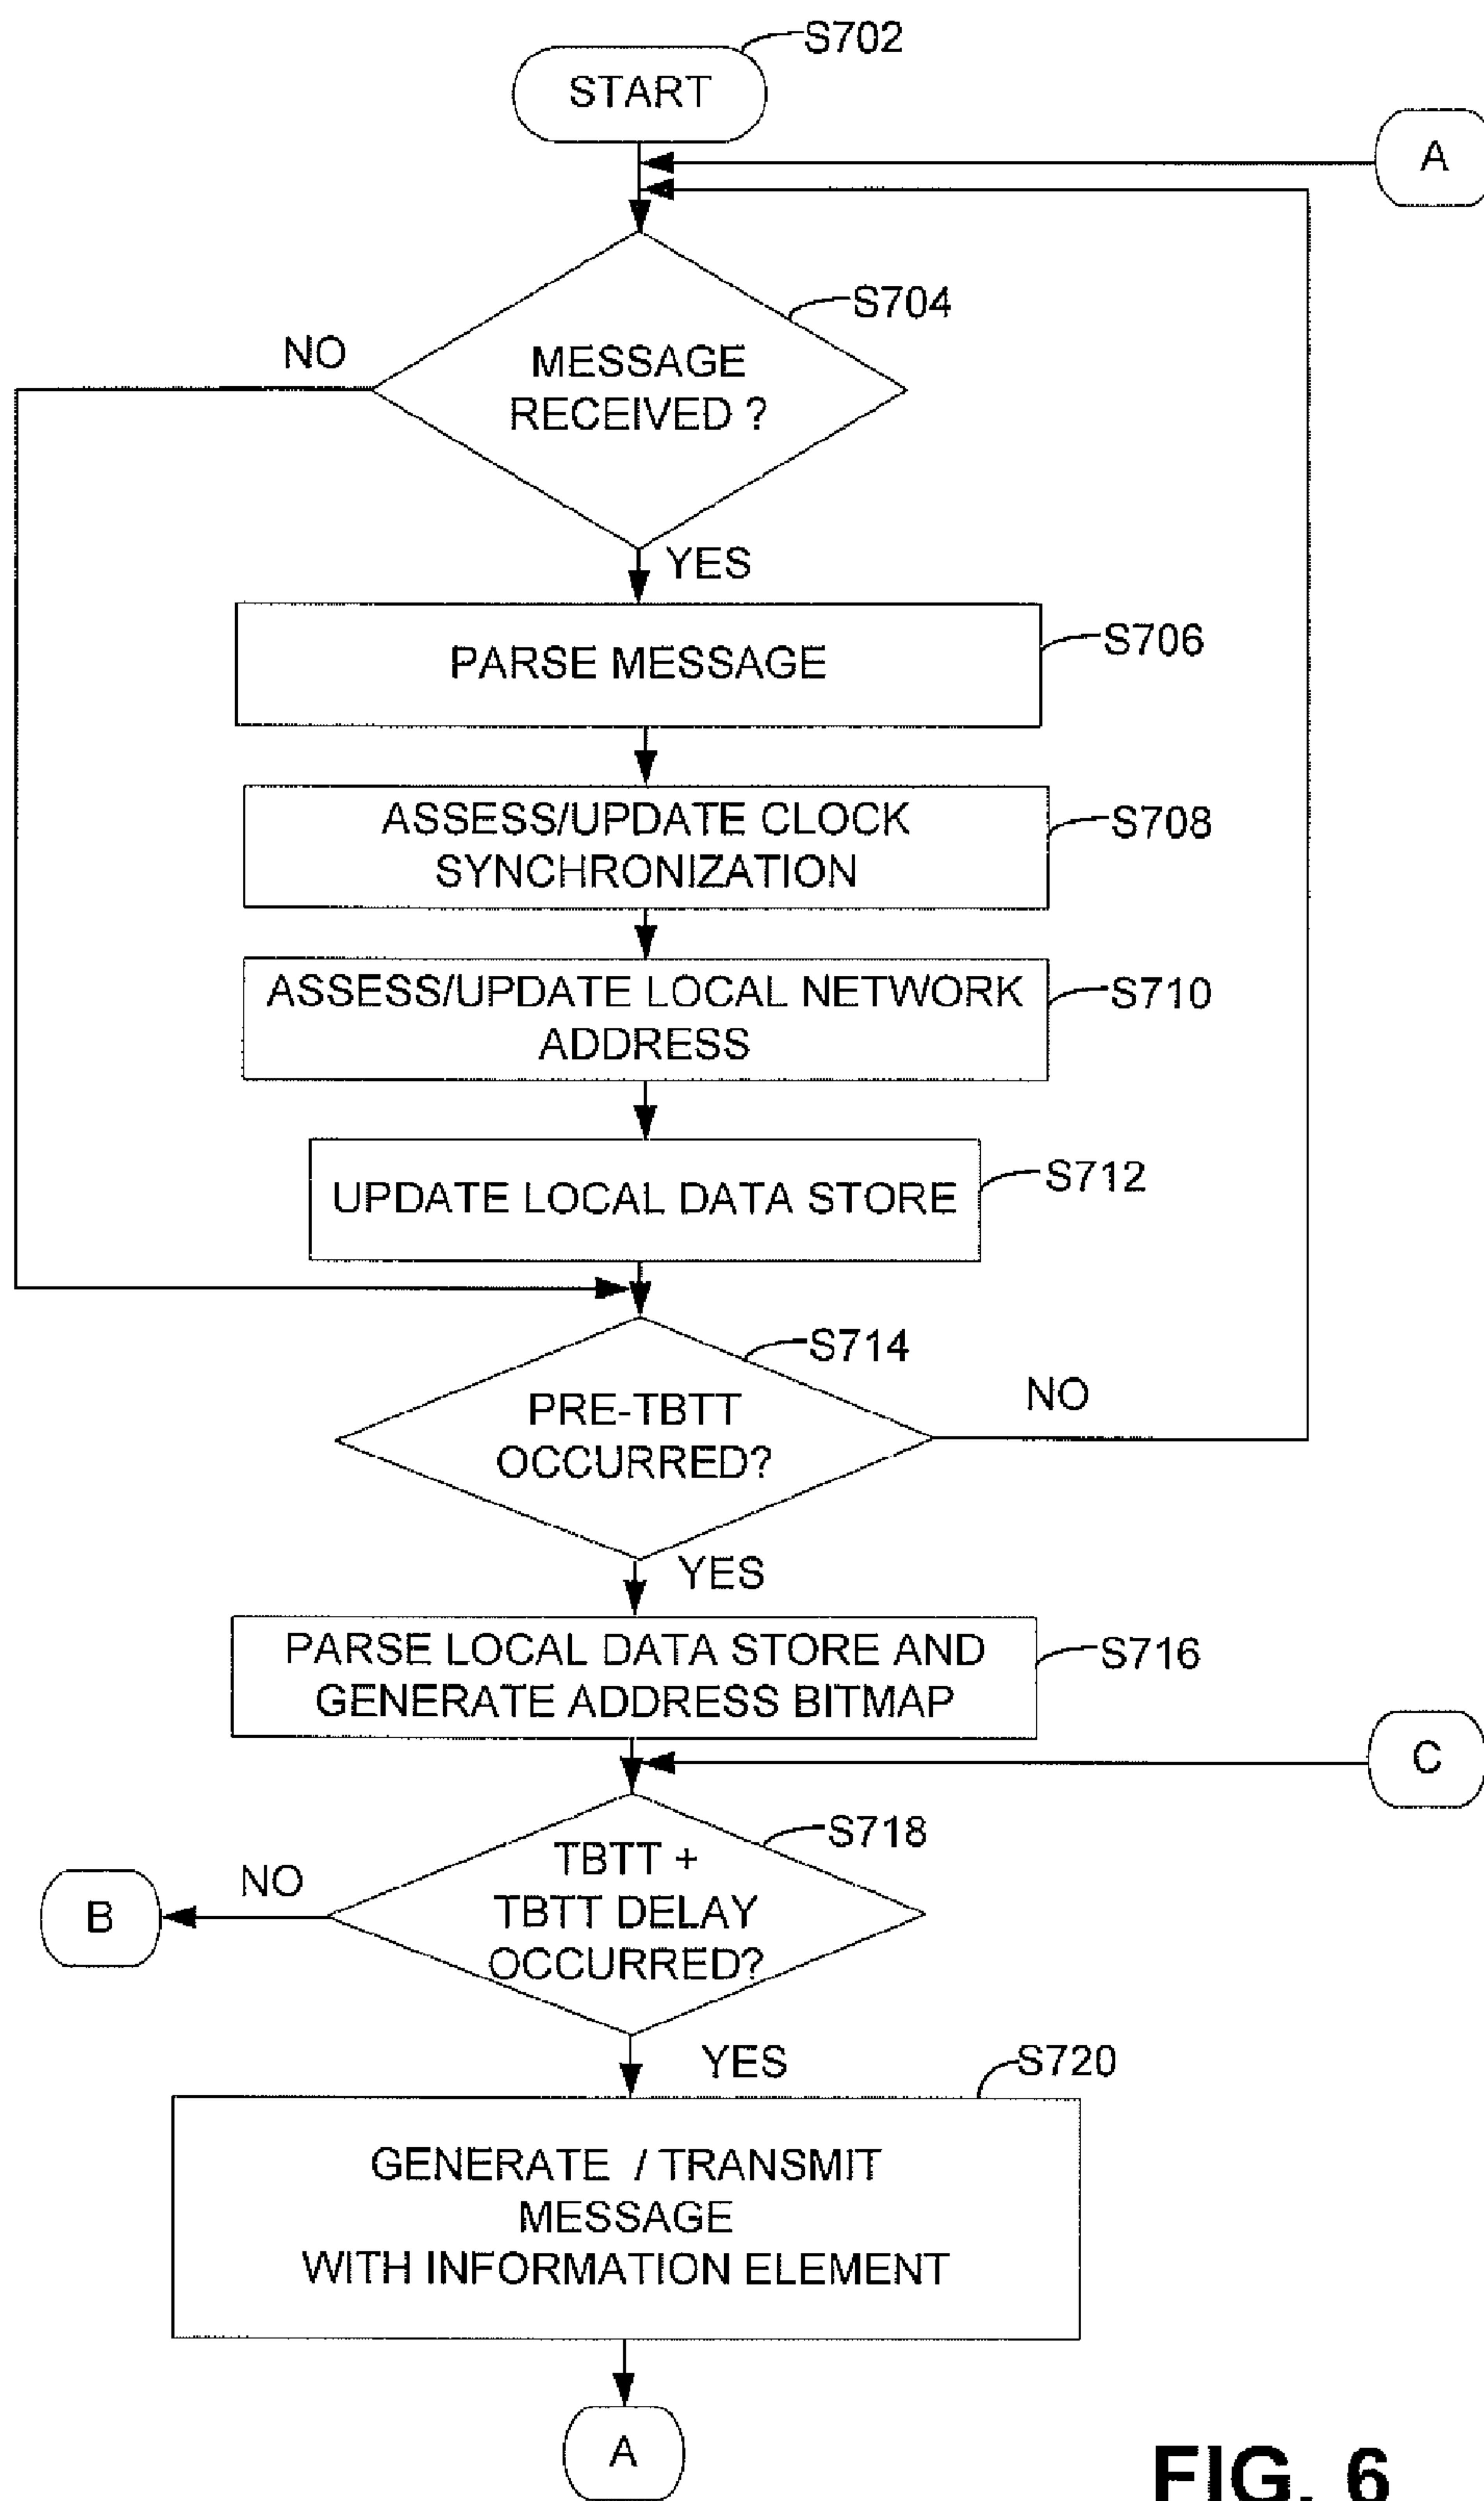 S702
START
A
S704
NO
MESSAGE
RECEIVED ?
YES
S706
PARSE MESSAGE
ASSESS/UPDATE CLOCK
SYNCHRONIZATION
S708
ASSESS/UPDATE LOCAL NETWORK
ADDRESS
S710
S712
UPDATE LOCAL DATA STORE
S714
PRE-TBTT
OCCURRED?
NO
YES
PARSE LOCAL DATA STORE AND
GENERATE ADDRESS BITMAP
S716
C
S718
TBTT +
TBTT DELAY
OCCURRED?
NO
B
YES
S720
GENERATE / TRANSMIT
MESSAGE
WITH INFORMATION ELEMENT
A
FIG. 6